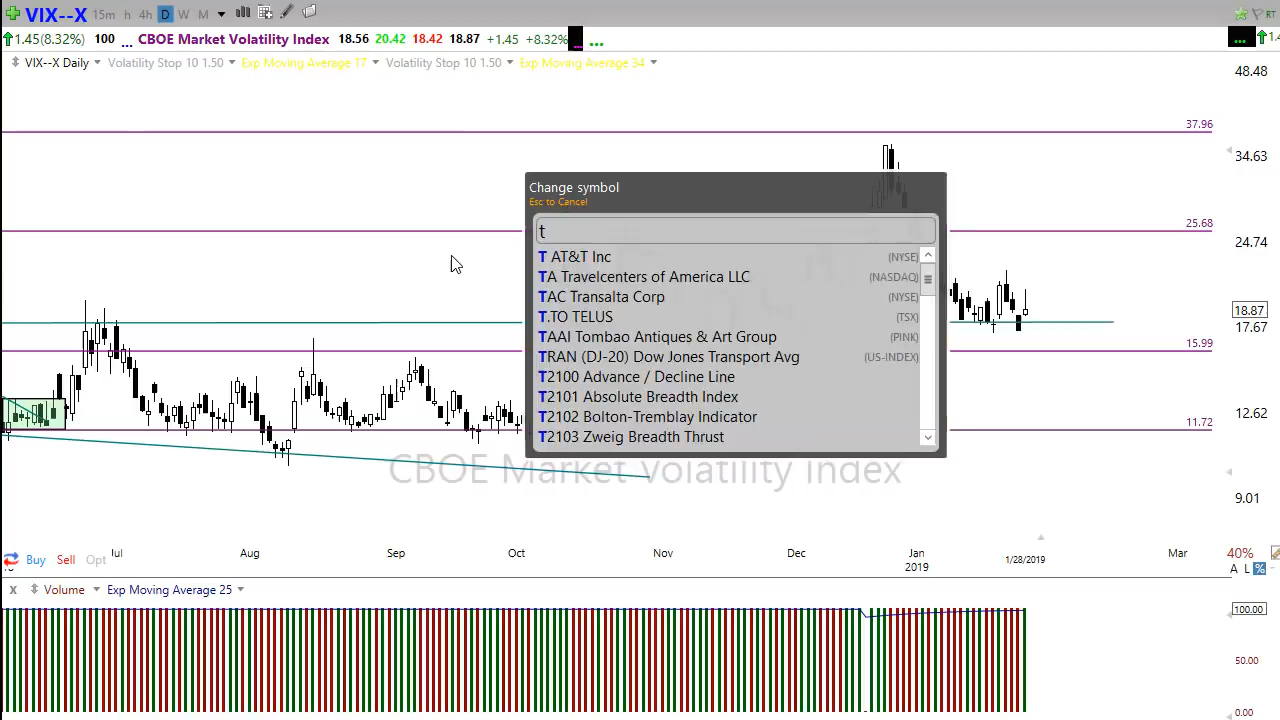 VIX--X 15m h 4h D W M RT
1.45(8.32%) 100 ... CBOE Market Volatility Index 18.56 20.42 18.42 18.87 +1.45 +8.32% ... ...
VIX--X Daily Volatility Stop 10 1.50 Exp Moving Average 17 Volatility Stop 10 1.50 Exp Moving Average 34
48.48
37.96
34.63
Change symbol
Esc to Cancel
t
25.68
24.74
T AT&T Inc (NYSE)
TA Travelcenters of America LLC (NASDAQ)
TAC Transalta Corp (NYSE)
T.TO TELUS (TSX)
TAAI Tombao Antiques & Art Group (PINK)
TRAN (DJ-20) Dow Jones Transport Avg (US-INDEX)
T2100 Advance / Decline Line
T2101 Absolute Breadth Index
T2102 Bolton-Tremblay Indicator
T2103 Zweig Breadth Thrust
18.87
17.67
15.99
12.62
11.72
CBOE Market Volatility Index
9.01
Buy Sell Opt
Jul Aug Sep Oct Nov Dec Jan Mar
2019
1/28/2019
40%
A L %
X Volume Exp Moving Average 25
100.00
50.00
0.00